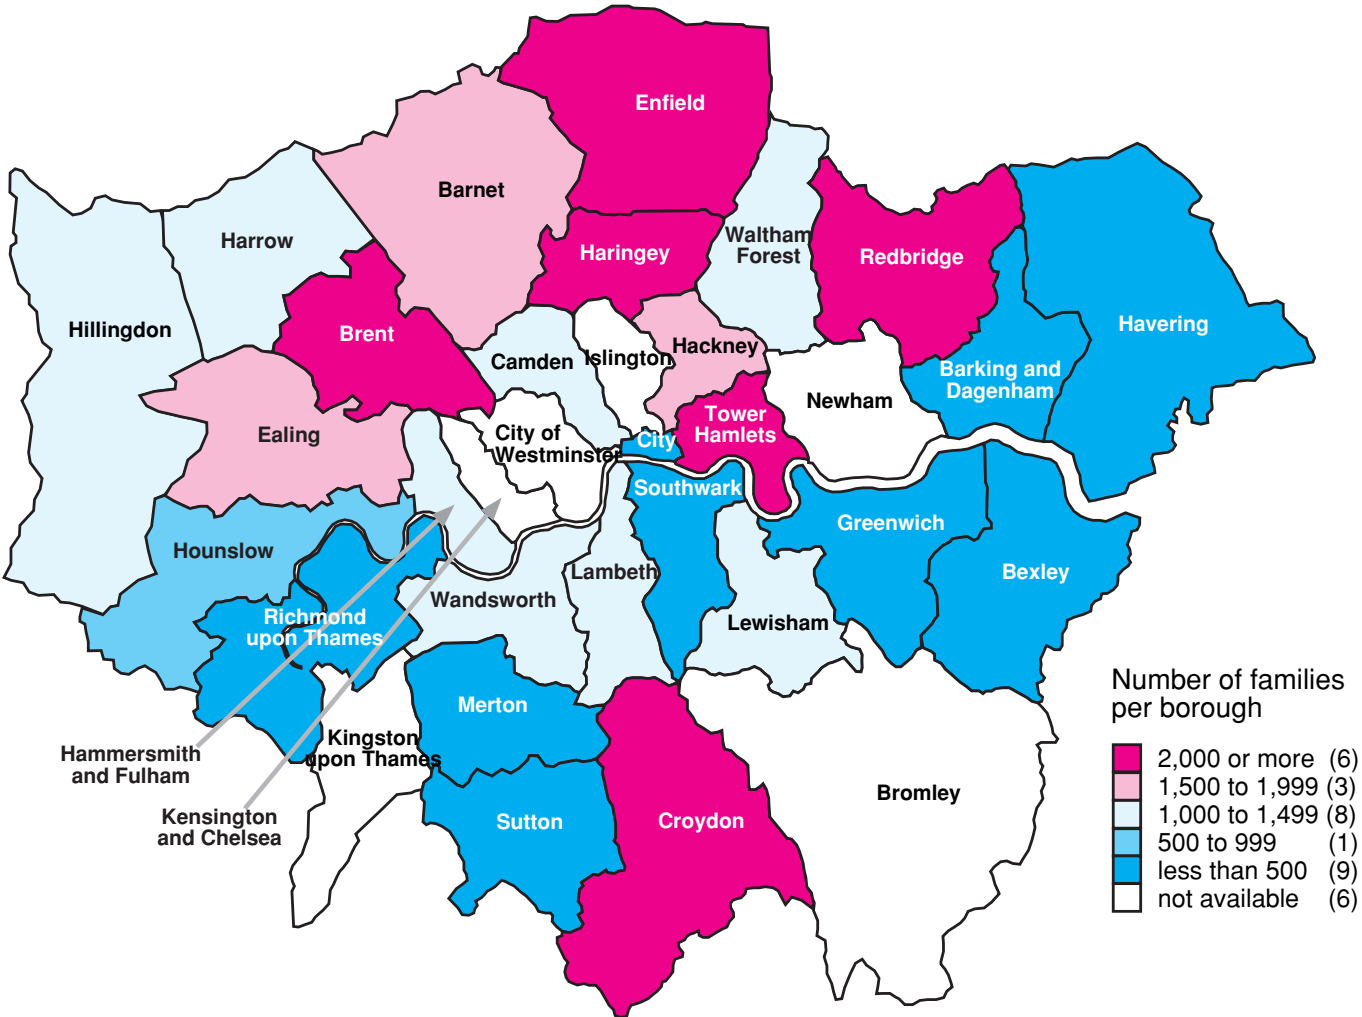 Enfield
Barnet
Harrow
Waltham
Forest
Haringey
Redbridge
Hillingdon
Brent
Havering
Camden
Islington
Hackney
Barking and
Dagenham
Newham
Tower
Hamlets
Ealing
City of
Westminster
City
Southwark
Greenwich
Hounslow
Lambeth
Bexley
Wandsworth
Richmond
upon Thames
Lewisham
Merton
Kingston
upon Thames
Hammersmith
and Fulham
Kensington
and Chelsea
Sutton
Croydon
Bromley
Number of families
per borough
2,000 or more (6)
1,500 to 1,999 (3)
1,000 to 1,499 (8)
500 to 999 (1)
less than 500 (9)
not available (6)